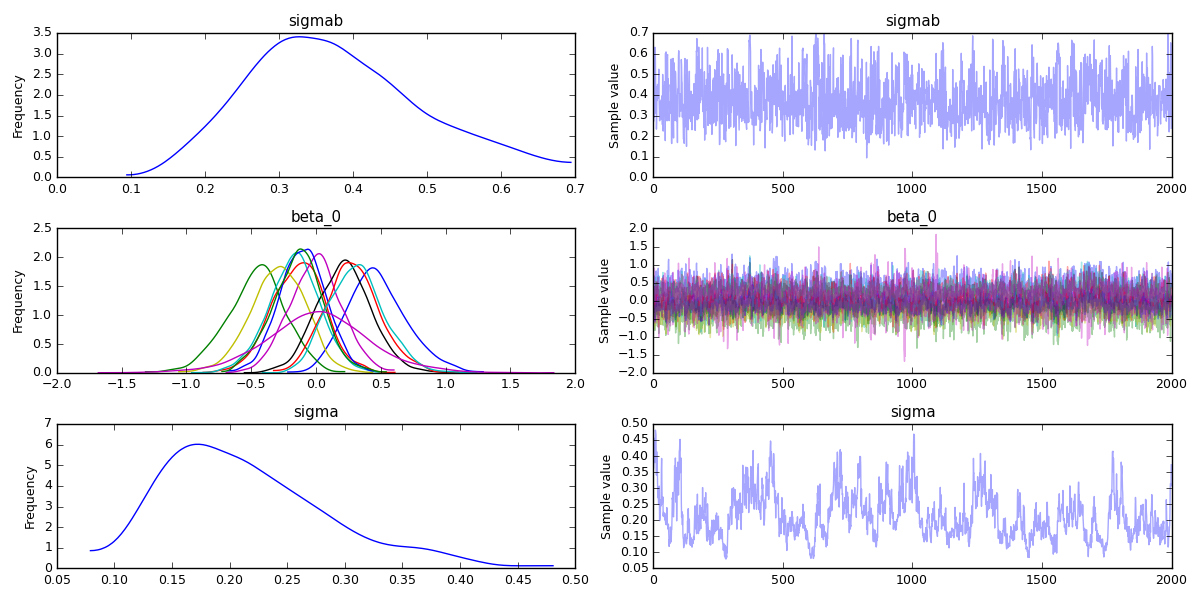 sigmab
sigmab
Frequency
3.5
3.0
2.5
2.0
1.5
1.0
0.5
0.0
0.0 0.1 0.2 0.3 0.4 0.5 0.6 0.7
Sample value
0.7
0.6
0.5
0.4
0.3
0.2
0.1
0.0
0 500 1000 1500 2000
beta_0
beta_0
Frequency
2.5
2.0
1.5
1.0
0.5
0.0
−2.0 −1.5 −1.0 −0.5 0.0 0.5 1.0 1.5 2.0
Sample value
2.0
1.5
1.0
0.5
0.0
−0.5
−1.0
−1.5
−2.0
0 500 1000 1500 2000
sigma
sigma
Frequency
7
6
5
4
3
2
1
0
0.05 0.10 0.15 0.20 0.25 0.30 0.35 0.40 0.45 0.50
Sample value
0.50
0.45
0.40
0.35
0.30
0.25
0.20
0.15
0.10
0.05
0 500 1000 1500 2000